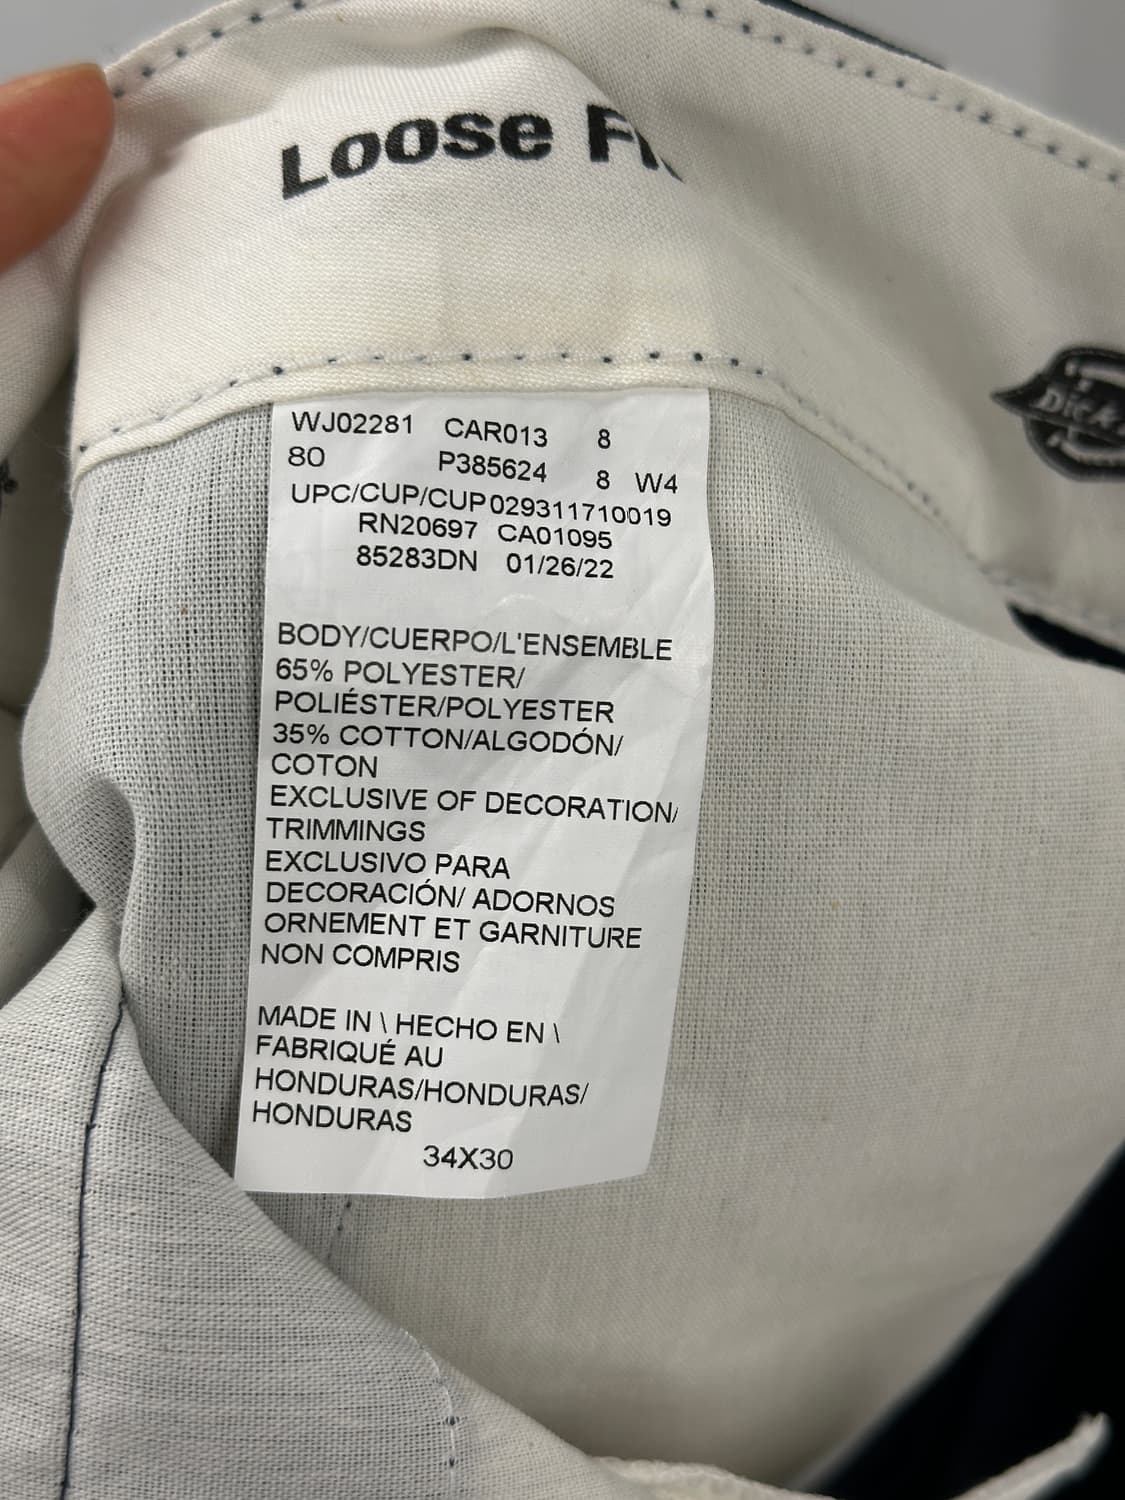 Loose Fi
WJ02281 CAR013 8
80 P385624 8 W4
UPC/CUP/CUP029311710019
RN20697 CA01095
85283DN 01/26/22
BODY/CUERPO/L'ENSEMBLE
65% POLYESTER/
POLIÉSTER/POLYESTER
35% COTTON/ALGODÓN/
COTON
EXCLUSIVE OF DECORATION/
TRIMMINGS
EXCLUSIVO PARA
DECORACIÓN/ ADORNOS
ORNEMENT ET GARNITURE
NON COMPRIS
MADE IN \ HECHO EN \
FABRIQUÉ AU
HONDURAS/HONDURAS/
HONDURAS
34X30
Dick